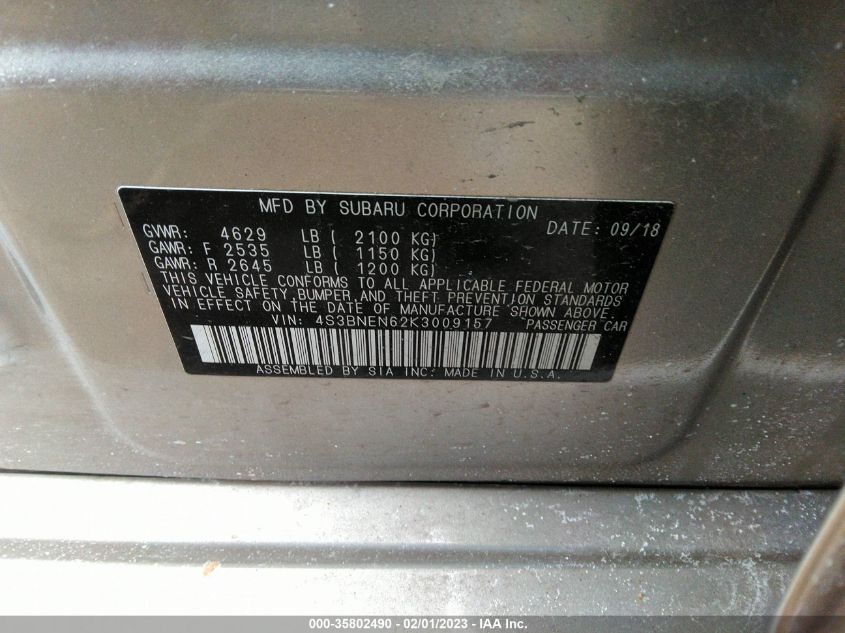 MFD BY SUBARU CORPORATION
DATE: 09/18
GVWR: 4629 LB ( 2100 KG)
GAWR: F 2535 LB ( 1150 KG)
GAWR: R 2645 LB ( 1200 KG)
THIS VEHICLE CONFORMS TO ALL APPLICABLE FEDERAL MOTOR
VEHICLE SAFETY,BUMPER,AND THEFT PREVENTION STANDARDS
IN EFFECT ON THE DATE OF MANUFACTURE SHOWN ABOVE.
VIN: 4S3BNEN62K3009157 PASSENGER CAR
ASSEMBLED BY SIA INC: MADE IN U.S.A.
000-35802490 - 02/01/2023 - IAA Inc.